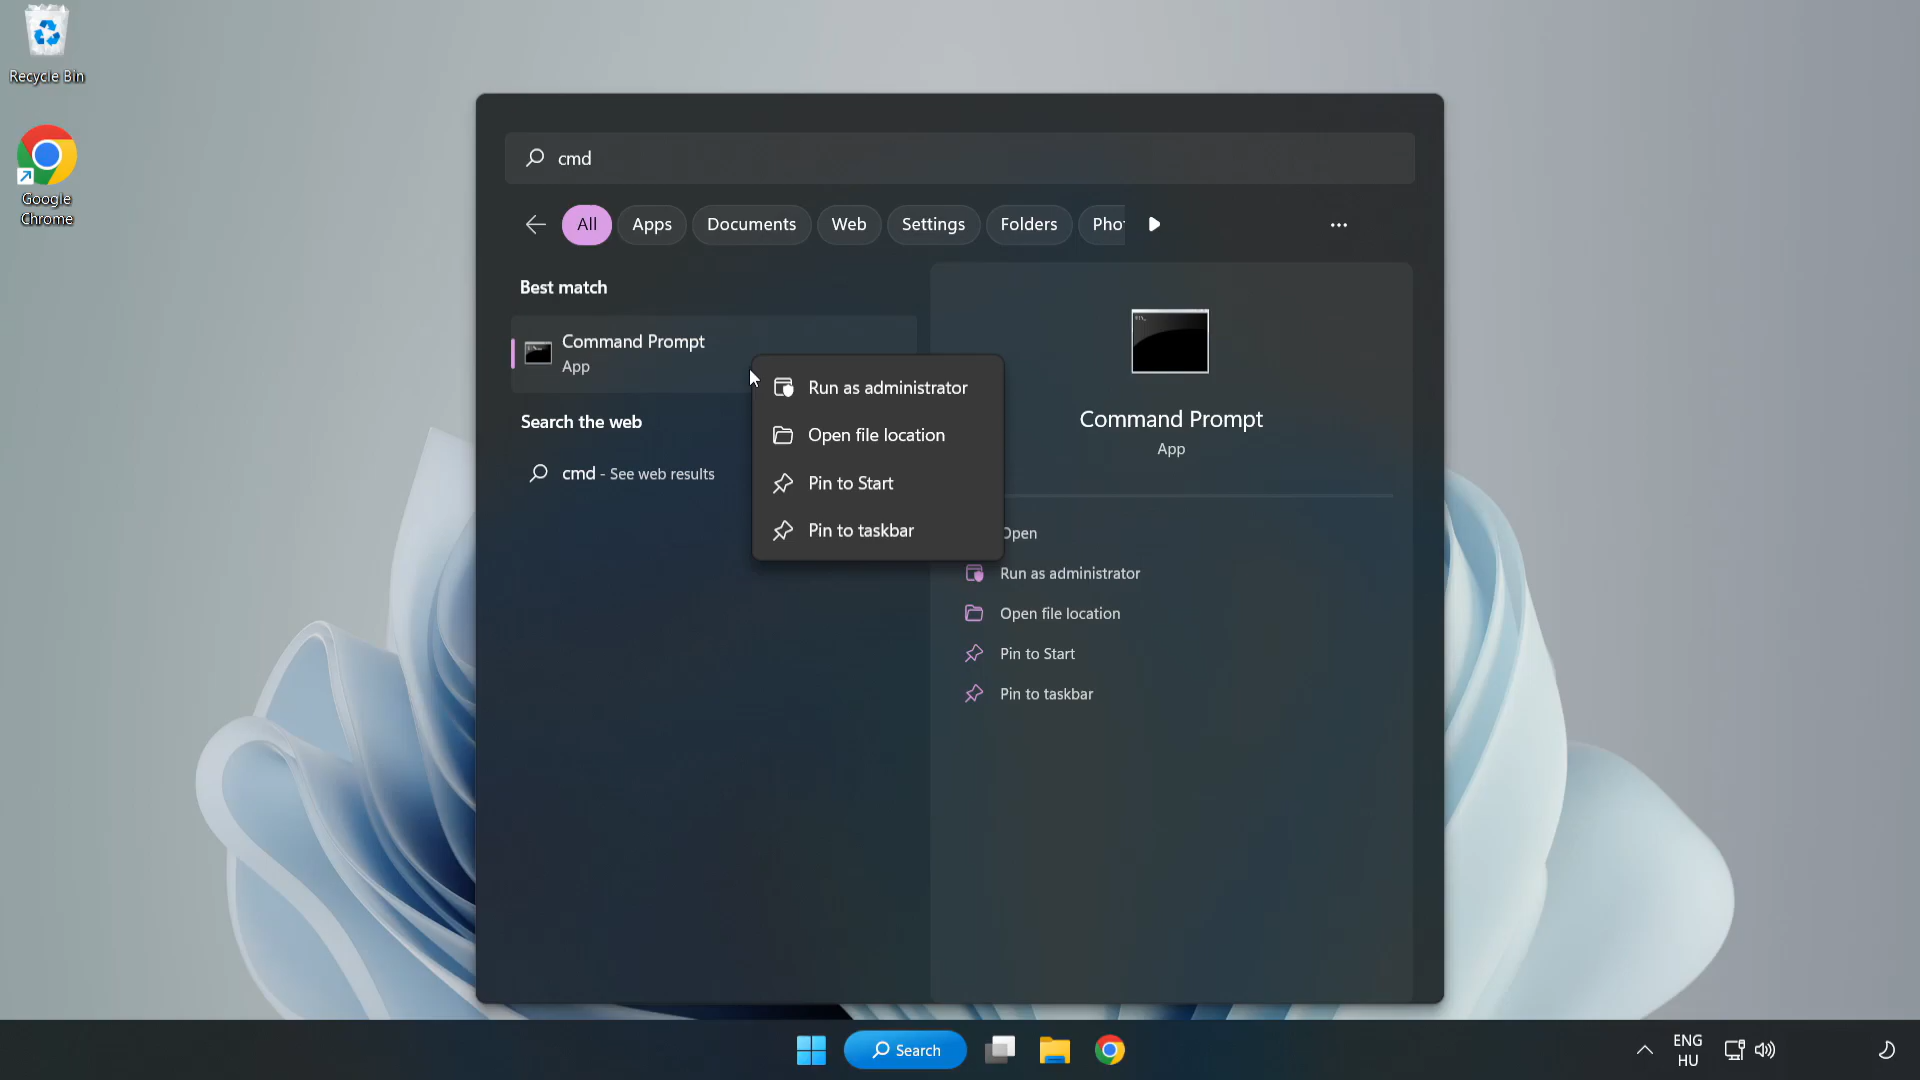 Recycle Bin
Google
Chrome
cmd
All
Apps
Documents
Web
Settings
Folders
Best match
Command Prompt
App
Search the web
cmd - See web results
Run as administrator
Open file location
Pin to Start
Pin to taskbar
Command Prompt
App
Open
Run as administrator
Open file location
Pin to Start
Pin to taskbar
Search
ENG
HU